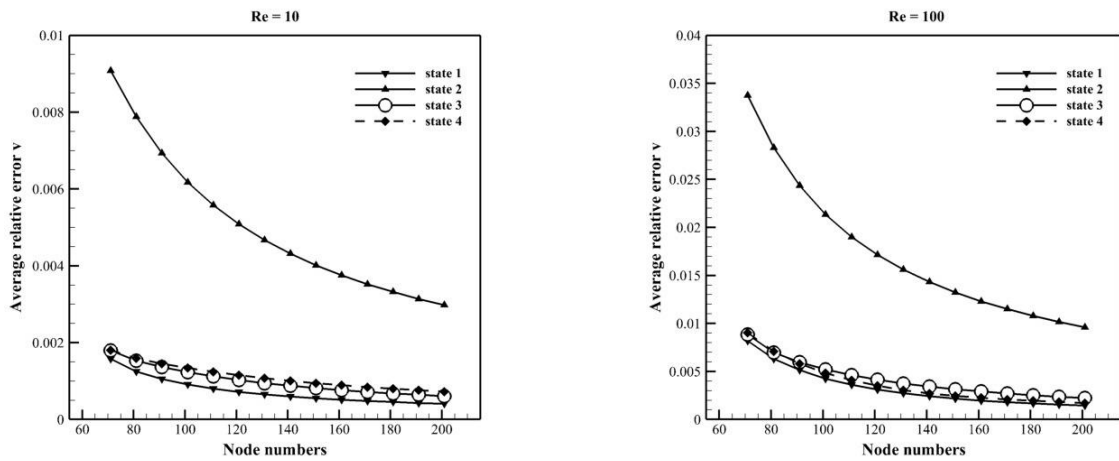 Re = 10
0.01
0.008
0.006
0.004
0.002
0
Average relative error v
state 1
state 2
state 3
state 4
60 80 100 120 140 160 180 200
Node numbers
Re = 100
0.04
0.035
0.03
0.025
0.02
0.015
0.01
0.005
0
Average relative error v
state 1
state 2
state 3
state 4
60 80 100 120 140 160 180 200
Node numbers